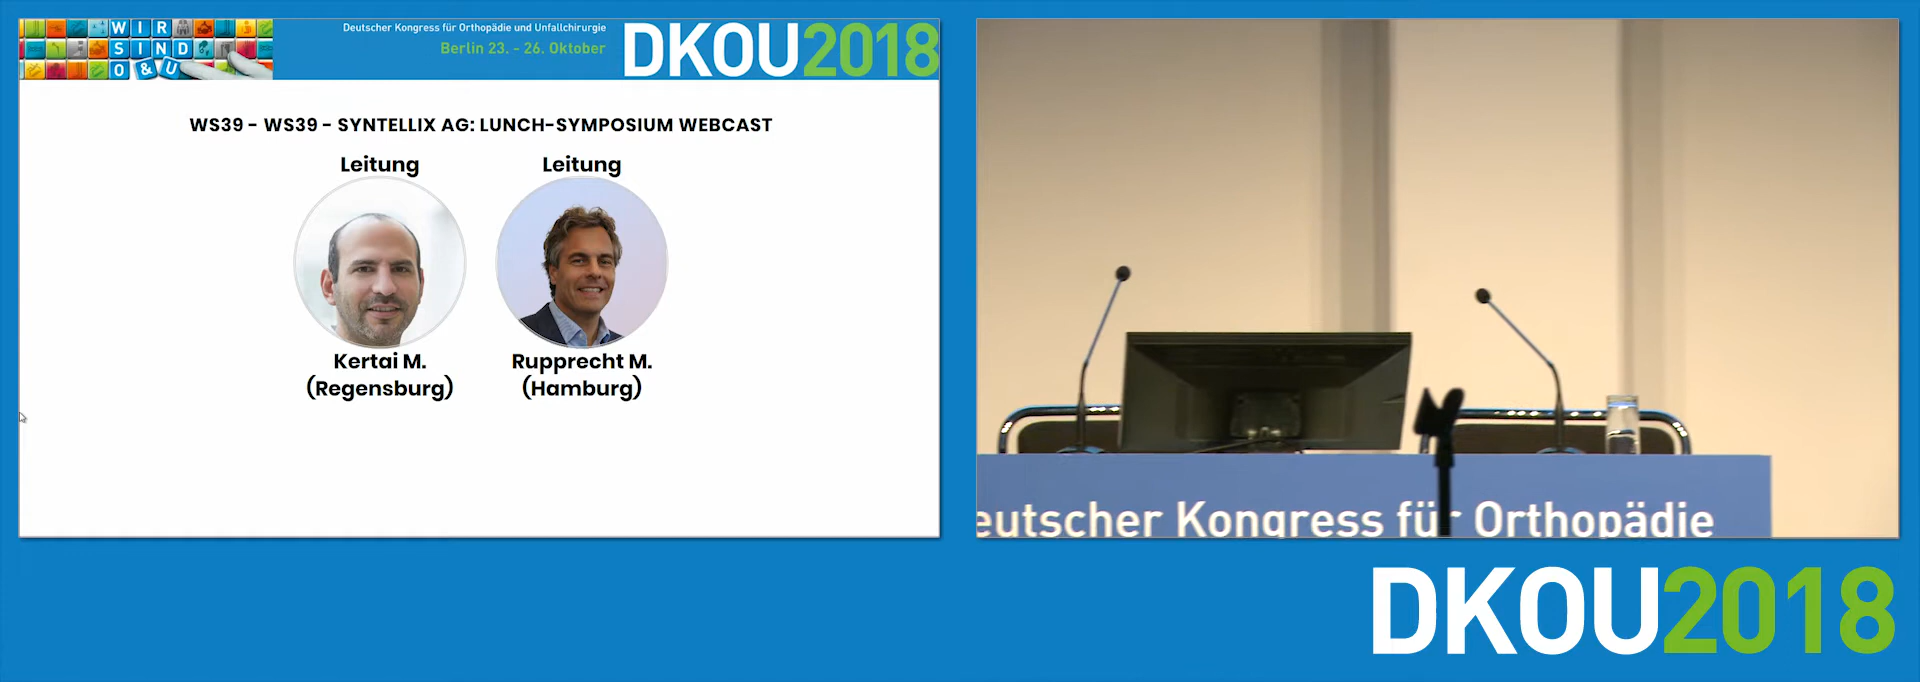 WIR
SIND
O&U
Deutscher Kongress für Orthopädie und Unfallchirurgie
Berlin 23. - 26. Oktober
DKOU2018
WS39 - WS39 - SYNTELLIX AG: LUNCH-SYMPOSIUM WEBCAST
Leitung
Leitung
Kertai M.
(Regensburg)
Rupprecht M.
(Hamburg)
eutscher Kongress für Orthopädie
DKOU2018